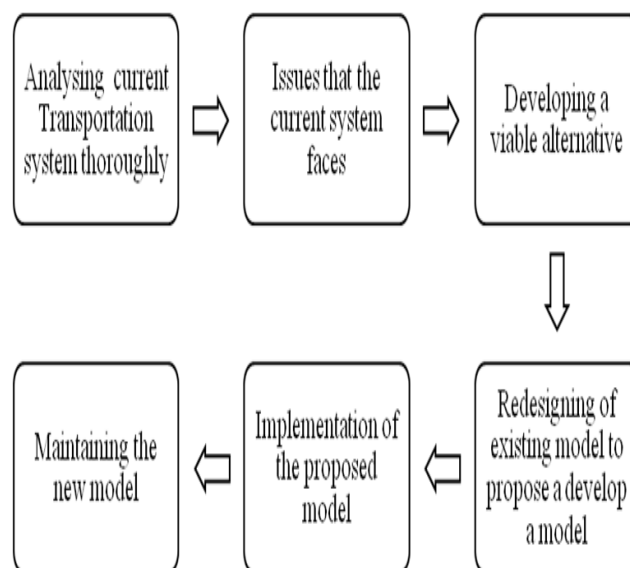 Analysing current
Transportation
system thoroughly
Issues that the
current system
faces
Developing a
viable alternative
Redesigning of
existing model to
propose a develop
a model
Implementation of
the proposed
model
Maintaining the
new model